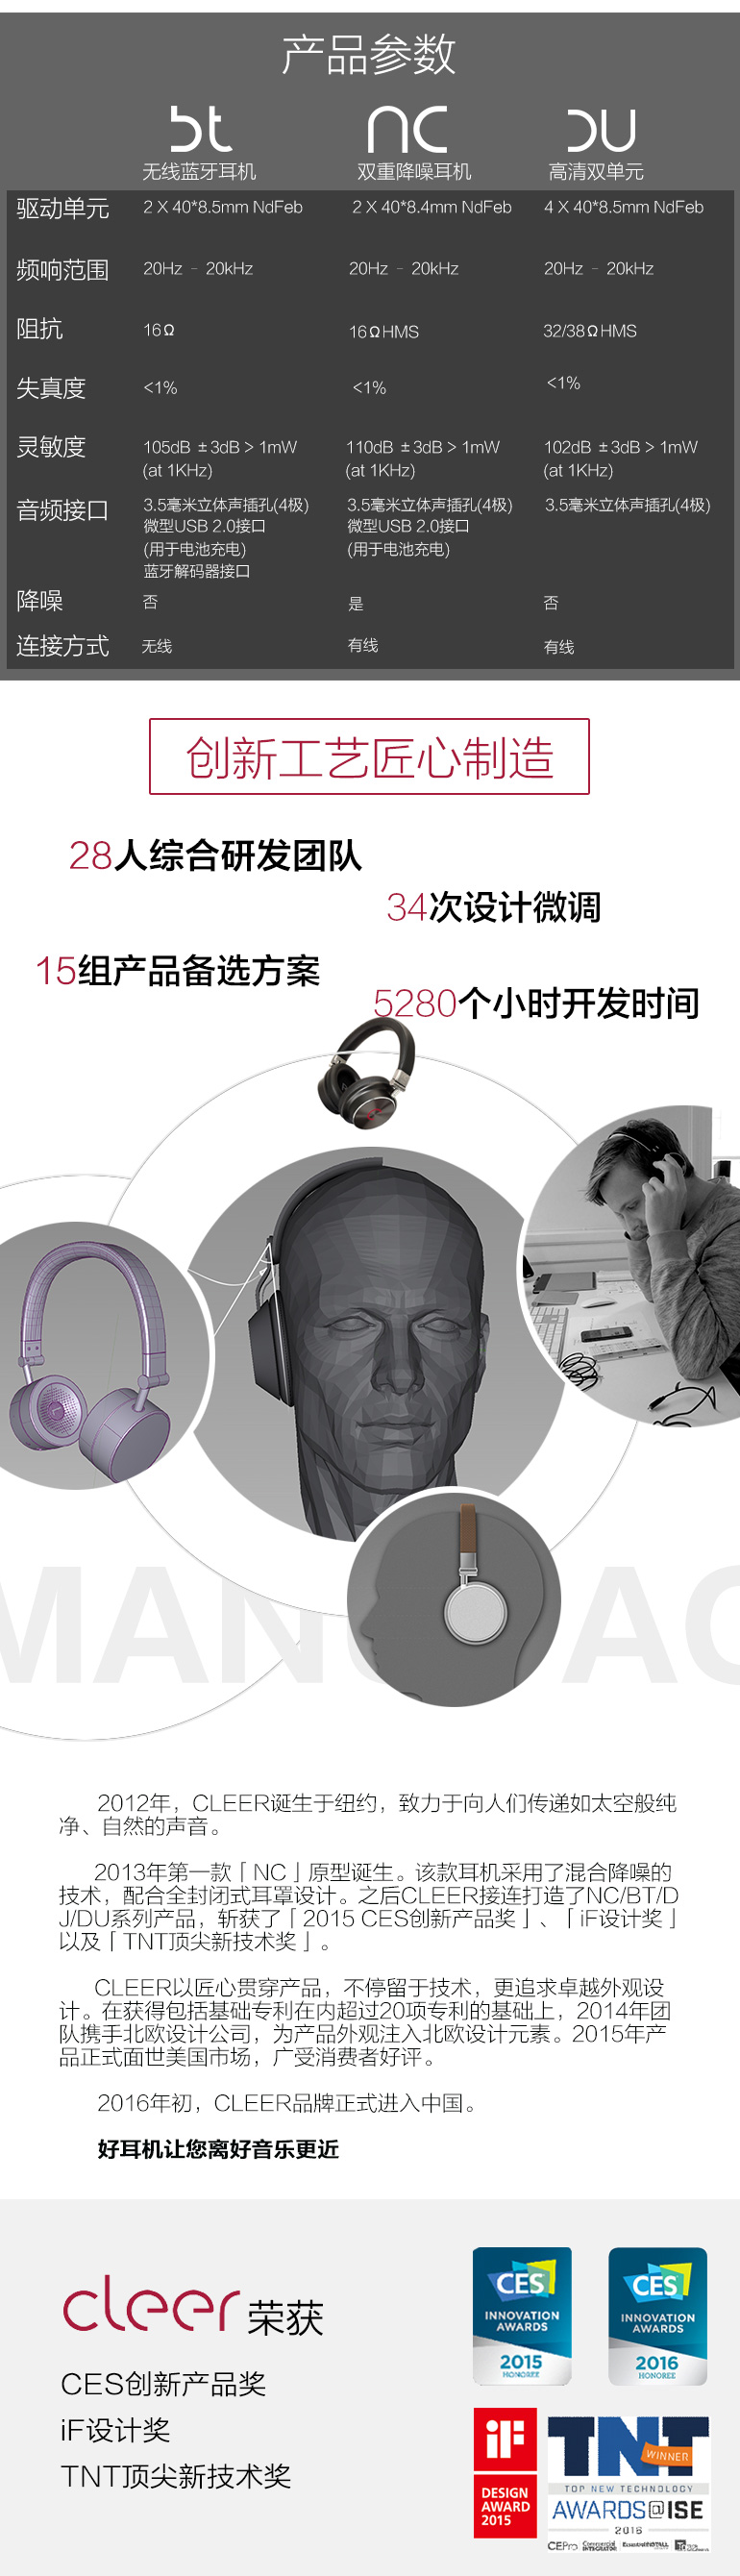 产品参数
bt nc DU
无线蓝牙耳机 双重降噪耳机 高清双单元
驱动单元 2 X 40*8.5mm NdFeb 2 X 40*8.4mm NdFeb 4 X 40*8.5mm NdFeb
频响范围 20Hz - 20kHz 20Hz - 20kHz 20Hz - 20kHz
阻抗 16Ω 16ΩHMS 32/38ΩHMS
失真度 <1% <1% <1%
灵敏度 105dB ±3dB > 1mW 110dB ±3dB > 1mW 102dB ±3dB > 1mW
(at 1KHz) (at 1KHz) (at 1KHz)
音频接口 3.5毫米立体声插孔(4极) 3.5毫米立体声插孔(4极) 3.5毫米立体声插孔(4极)
微型USB 2.0接口 微型USB 2.0接口
(用于电池充电) (用于电池充电)
蓝牙解码器接口
降噪 否 是 否
连接方式 无线 有线 有线
创新工艺匠心制造
28人综合研发团队
34次设计微调
15组产品备选方案
5280个小时开发时间
2012年，CLEER诞生于纽约，致力于向人们传递如太空般纯
净、自然的声音。
2013年第一款「NC」原型诞生。该款耳机采用了混合降噪的
技术，配合全封闭式耳罩设计。之后CLEER接连打造了NC/BT/D
J/DU系列产品，斩获了「2015 CES创新产品奖」、「iF设计奖」
以及「TNT顶尖新技术奖」。
CLEER以匠心贯穿产品，不停留于技术，更追求卓越外观设
计。在获得包括基础专利在内超过20项专利的基础上，2014年团
队携手北欧设计公司，为产品外观注入北欧设计元素。2015年产
品正式面世美国市场，广受消费者好评。
2016年初，CLEER品牌正式进入中国。
好耳机让您离好音乐更近
cleer荣获
CES创新产品奖
iF设计奖
TNT顶尖新技术奖
CES
INNOVATION
AWARDS
2015
HONOREE
CES
INNOVATION
AWARDS
2016
HONOREE
iF
DESIGN
AWARD
2015
TNT
WINNER
TOP NEW TECHNOLOGY
AWARDS@ISE
2016
CEPro Commercial INTEGRATOR